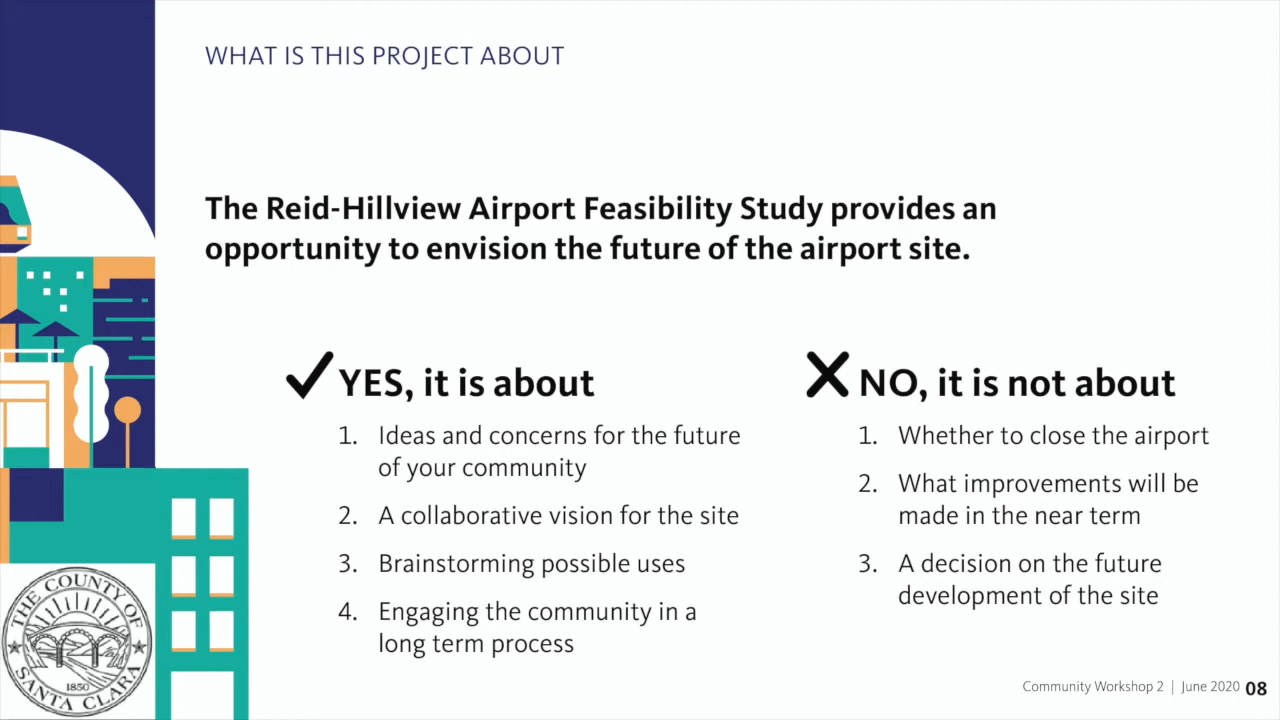 WHAT IS THIS PROJECT ABOUT
The Reid-Hillview Airport Feasibility Study provides an
opportunity to envision the future of the airport site.
YES, it is about
1. Ideas and concerns for the future
of your community
2. A collaborative vision for the site
3. Brainstorming possible uses
4. Engaging the community in a
long term process
NO, it is not about
1. Whether to close the airport
2. What improvements will be
made in the near term
3. A decision on the future
development of the site
THE COUNTY OF
1850
SANTA CLARA
Community Workshop 2 | June 2020 08